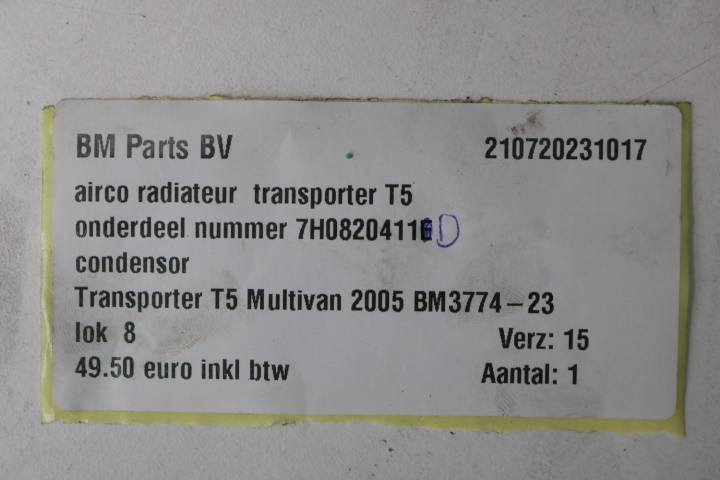 BM Parts BV 210720231017
airco radiateur transporter T5
onderdeel nummer 7H0820411E D
condensor
Transporter T5 Multivan 2005 BM3774-23
lok 8 Verz: 15
49.50 euro inkl btw Aantal: 1